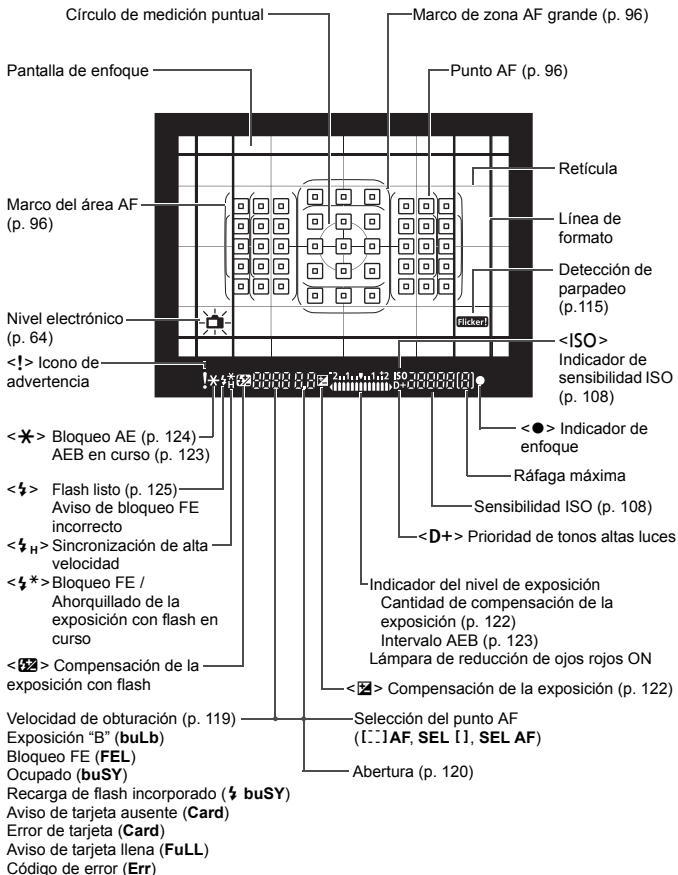 Círculo de medición puntual
Marco de zona AF grande (p. 96)
Pantalla de enfoque
Punto AF (p. 96)
Retícula
Marco del área AF
(p. 96)
Línea de
formato
Detección de
parpadeo
(p.115)
Flicker!
Nivel electrónico
(p. 64)
<ISO>
Indicador de
sensibilidad ISO
(p. 108)
<!> Icono de
advertencia
<●> Indicador de
enfoque
<✱> Bloqueo AE (p. 124)
AEB en curso (p. 123)
Ráfaga máxima
<⚡> Flash listo (p. 125)
Aviso de bloqueo FE
incorrecto
Sensibilidad ISO (p. 108)
<D+> Prioridad de tonos altas luces
<⚡H> Sincronización de alta
velocidad
<⚡*> Bloqueo FE /
Ahorquillado de la
exposición con flash en
curso
Indicador del nivel de exposición
Cantidad de compensación de la
exposición (p. 122)
Intervalo AEB (p. 123)
Lámpara de reducción de ojos rojos ON
<⚡±> Compensación de la
exposición con flash
<±> Compensación de la exposición (p. 122)
Velocidad de obturación (p. 119)
Exposición “B” (buLb)
Bloqueo FE (FEL)
Ocupado (buSY)
Recarga de flash incorporado (⚡ buSY)
Aviso de tarjeta ausente (Card)
Error de tarjeta (Card)
Aviso de tarjeta llena (FuLL)
Código de error (Err)
Selección del punto AF
([ ] AF, SEL [ ], SEL AF)
Abertura (p. 120)